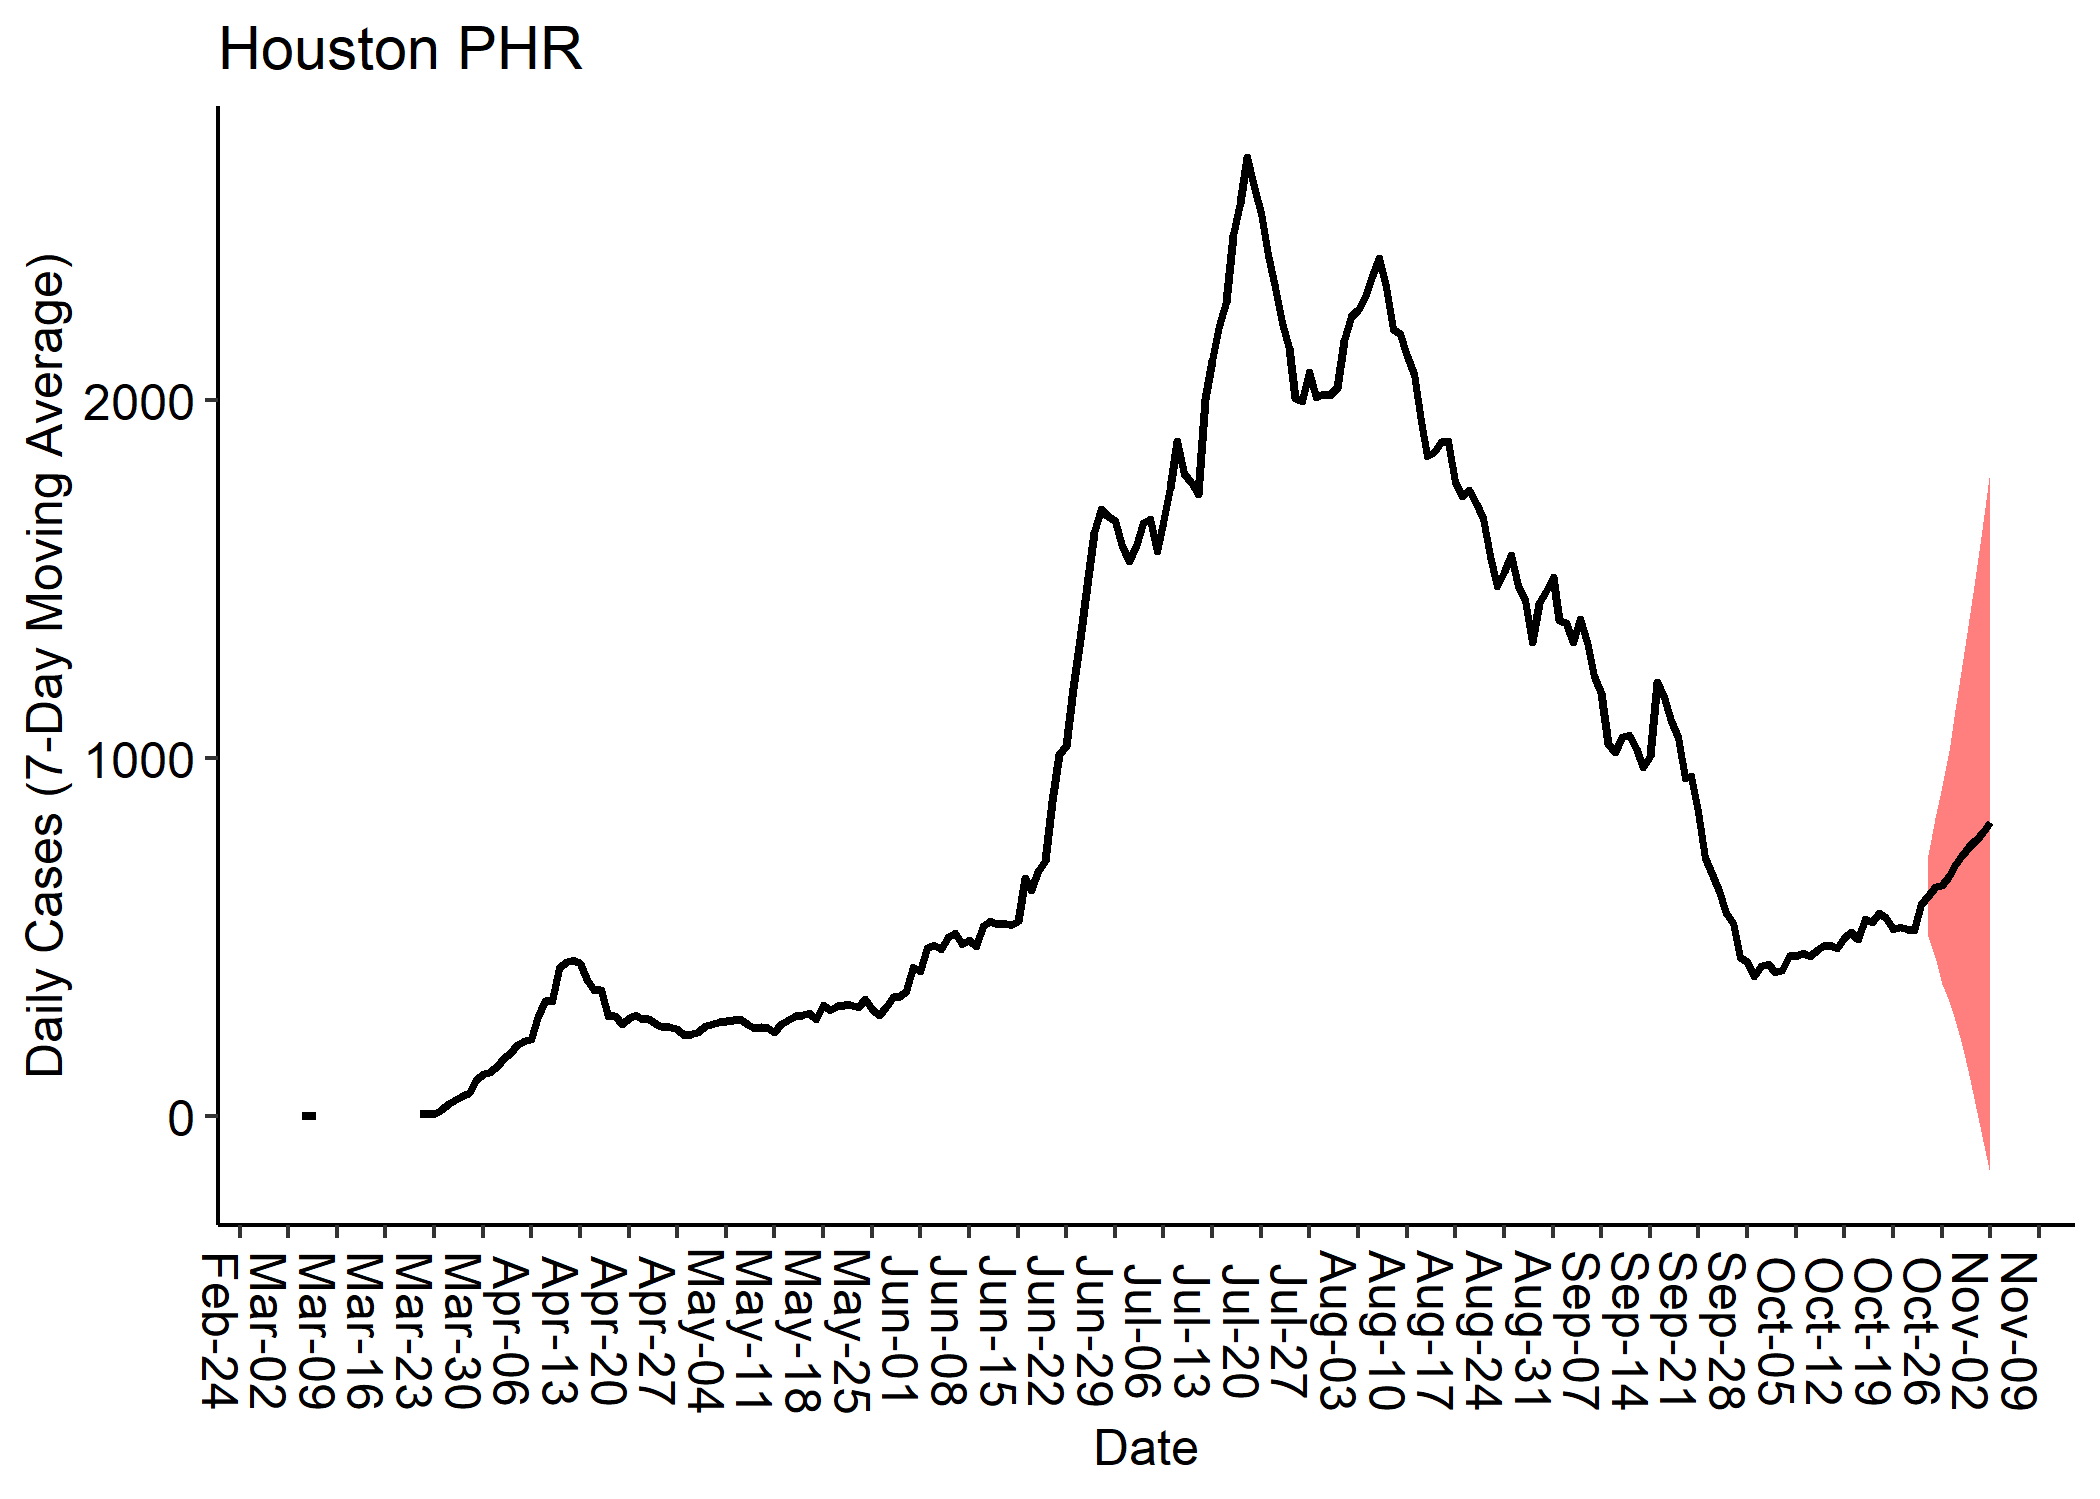 Houston PHR
Daily Cases (7-Day Moving Average)
2000
1000
0
Feb-24
Mar-02
Mar-09
Mar-16
Mar-23
Mar-30
Apr-06
Apr-13
Apr-20
Apr-27
May-04
May-11
May-18
May-25
Jun-01
Jun-08
Jun-15
Jun-22
Jun-29
Jul-06
Jul-13
Jul-20
Jul-27
Aug-03
Aug-10
Aug-17
Aug-24
Aug-31
Sep-07
Sep-14
Sep-21
Sep-28
Oct-05
Oct-12
Oct-19
Oct-26
Nov-02
Nov-09
Date